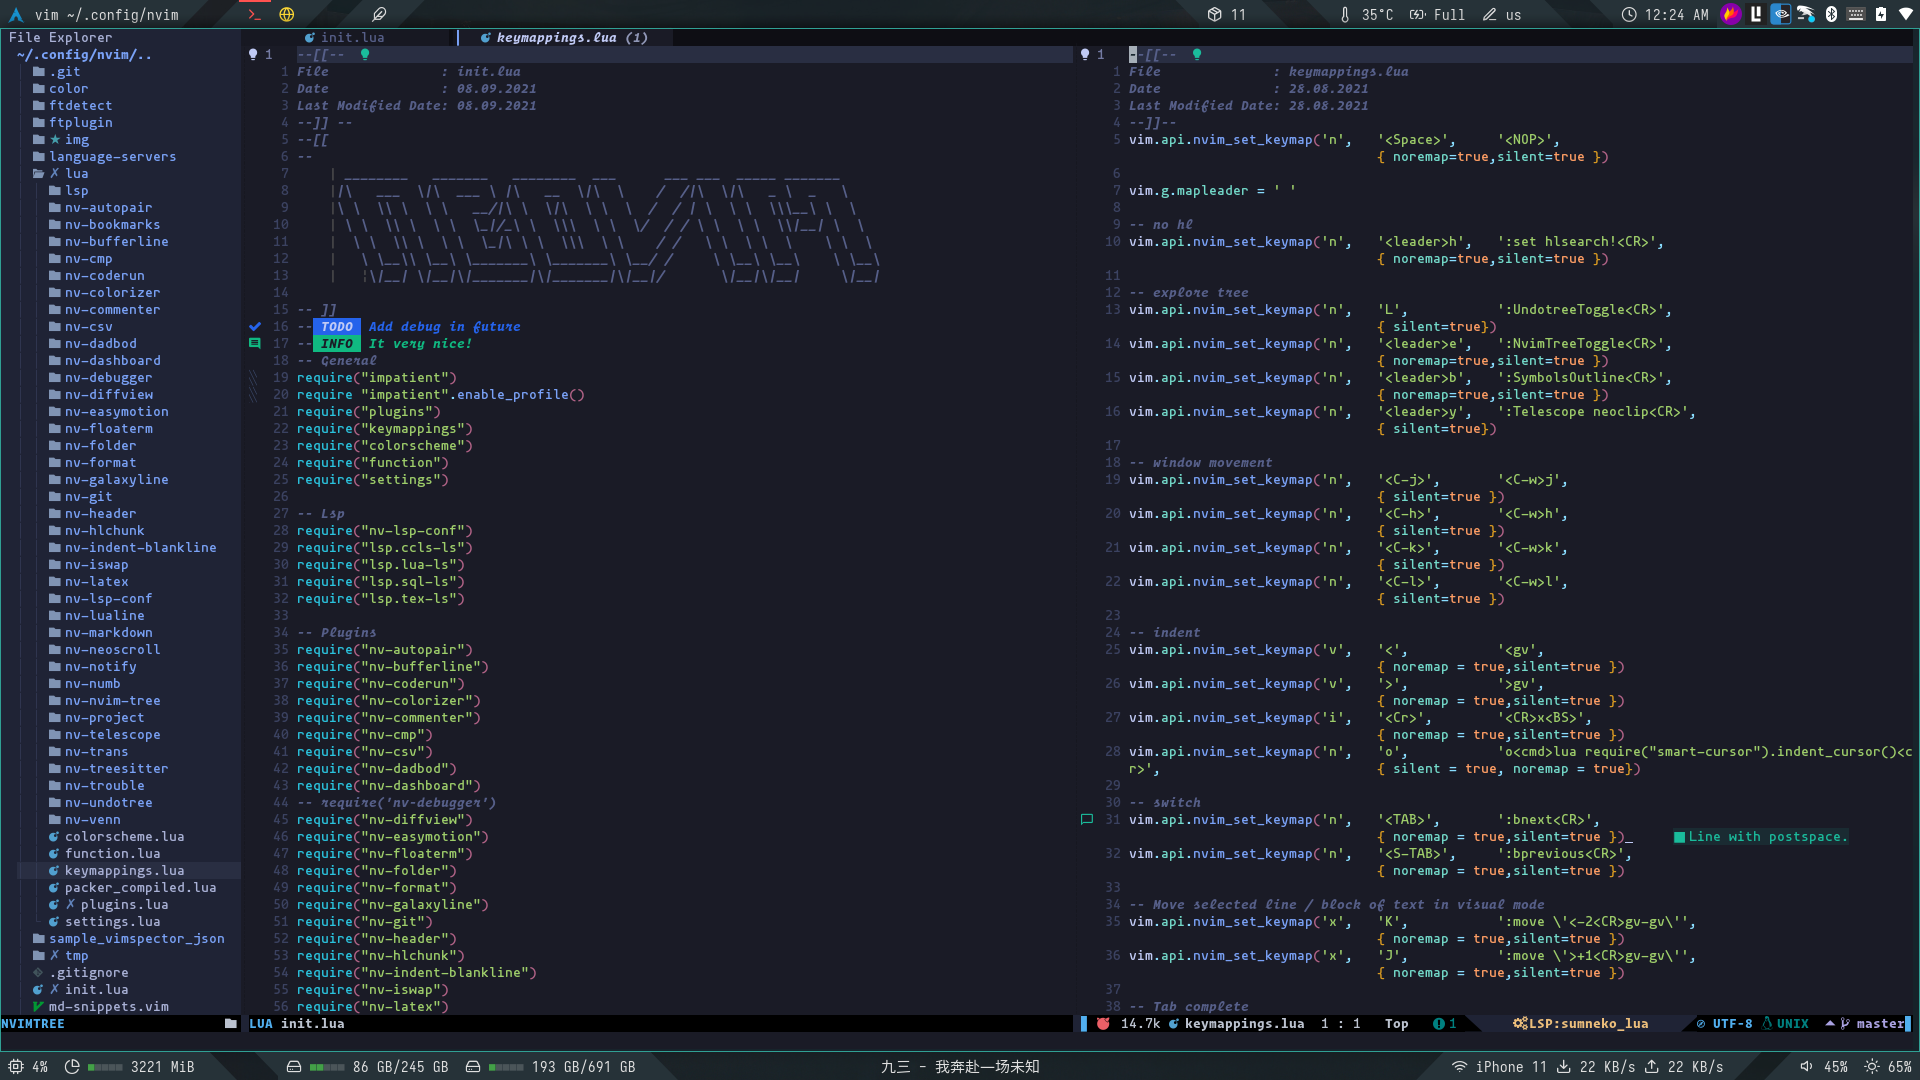 vim ~/.config/nvim
11
35°C Full us
12:24 AM
File Explorer
~/.config/nvim/..
.git
color
ftdetect
ftplugin
★ img
language-servers
✗ lua
lsp
nv-autopair
nv-bookmarks
nv-bufferline
nv-cmp
nv-coderun
nv-colorizer
nv-commenter
nv-csv
nv-dadbod
nv-dashboard
nv-debugger
nv-diffview
nv-easymotion
nv-floaterm
nv-folder
nv-format
nv-galaxyline
nv-git
nv-header
nv-hlchunk
nv-indent-blankline
nv-iswap
nv-latex
nv-lsp-conf
nv-lualine
nv-markdown
nv-neoscroll
nv-notify
nv-numb
nv-nvim-tree
nv-project
nv-telescope
nv-trans
nv-treesitter
nv-trouble
nv-undotree
nv-venn
colorscheme.lua
function.lua
keymappings.lua
packer_compiled.lua
✗ plugins.lua
settings.lua
sample_vimspector_json
✗ tmp
.gitignore
✗ init.lua
md-snippets.vim
NVIMTREE
init.lua
keymappings.lua (1)
1 --[[--
1 File : init.lua
2 Date : 08.09.2021
3 Last Modified Date: 08.09.2021
4 --]] --
5 --[[
6 --
7
8
9
10
11
12
13
14
15 -- ]]
16 -- TODO Add debug in future
17 -- INFO It very nice!
18 -- General
19 require("impatient")
20 require "impatient".enable_profile()
21 require("plugins")
22 require("keymappings")
23 require("colorscheme")
24 require("function")
25 require("settings")
26
27 -- Lsp
28 require("nv-lsp-conf")
29 require("lsp.ccls-ls")
30 require("lsp.lua-ls")
31 require("lsp.sql-ls")
32 require("lsp.tex-ls")
33
34 -- Plugins
35 require("nv-autopair")
36 require("nv-bufferline")
37 require("nv-coderun")
38 require("nv-colorizer")
39 require("nv-commenter")
40 require("nv-cmp")
41 require("nv-csv")
42 require("nv-dadbod")
43 require("nv-dashboard")
44 -- require('nv-debugger')
45 require("nv-diffview")
46 require("nv-easymotion")
47 require("nv-floaterm")
48 require("nv-folder")
49 require("nv-format")
50 require("nv-galaxyline")
51 require("nv-git")
52 require("nv-header")
53 require("nv-hlchunk")
54 require("nv-indent-blankline")
55 require("nv-iswap")
56 require("nv-latex")
LUA init.lua
1 --[[--
1 File : keymappings.lua
2 Date : 28.08.2021
3 Last Modified Date: 28.08.2021
4 --]]--
5 vim.api.nvim_set_keymap('n', '<Space>', '<NOP>',
{ noremap=true,silent=true })
6
7 vim.g.mapleader = ' '
8
9 -- no hl
10 vim.api.nvim_set_keymap('n', '<leader>h', ':set hlsearch!<CR>',
{ noremap=true,silent=true })
11
12 -- explore tree
13 vim.api.nvim_set_keymap('n', 'L', ':UndotreeToggle<CR>',
{ silent=true})
14 vim.api.nvim_set_keymap('n', '<leader>e', ':NvimTreeToggle<CR>',
{ noremap=true,silent=true })
15 vim.api.nvim_set_keymap('n', '<leader>b', ':SymbolsOutline<CR>',
{ noremap=true,silent=true })
16 vim.api.nvim_set_keymap('n', '<leader>y', ':Telescope neoclip<CR>',
{ silent=true})
17
18 -- window movement
19 vim.api.nvim_set_keymap('n', '<C-j>', '<C-w>j',
{ silent=true })
20 vim.api.nvim_set_keymap('n', '<C-h>', '<C-w>h',
{ silent=true })
21 vim.api.nvim_set_keymap('n', '<C-k>', '<C-w>k',
{ silent=true })
22 vim.api.nvim_set_keymap('n', '<C-l>', '<C-w>l',
{ silent=true })
23
24 -- indent
25 vim.api.nvim_set_keymap('v', '<', '<gv',
{ noremap = true,silent=true })
26 vim.api.nvim_set_keymap('v', '>', '>gv',
{ noremap = true,silent=true })
27 vim.api.nvim_set_keymap('i', '<Cr>', '<CR>x<BS>',
{ noremap = true,silent=true })
28 vim.api.nvim_set_keymap('n', 'o', 'o<cmd>lua require("smart-cursor").indent_cursor()<c
r>', { silent = true, noremap = true})
29
30 -- switch
31 vim.api.nvim_set_keymap('n', '<TAB>', ':bnext<CR>',
{ noremap = true,silent=true })_ Line with postspace.
32 vim.api.nvim_set_keymap('n', '<S-TAB>', ':bprevious<CR>',
{ noremap = true,silent=true })
33
34 -- Move selected line / block of text in visual mode
35 vim.api.nvim_set_keymap('x', 'K', ':move \'<-2<CR>gv-gv\'',
{ noremap = true,silent=true })
36 vim.api.nvim_set_keymap('x', 'J', ':move \'>+1<CR>gv-gv\'',
{ noremap = true,silent=true })
37
38 -- Tab complete
14.7k keymappings.lua 1 : 1 Top 1 LSP:sumneko_lua UTF-8 UNIX master
4% 3221 MiB 86 GB/245 GB 193 GB/691 GB
九三 - 我奔赴一场未知
iPhone 11 22 KB/s 22 KB/s 45% 65%